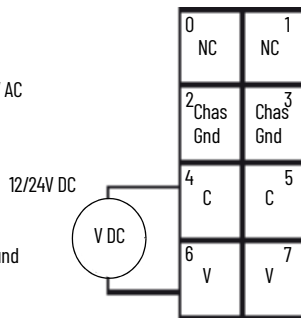 0 1
NC NC
AC
2 Chas Chas 3
Gnd Gnd
12/24V DC
4 5
C C
V DC
6 7
V V